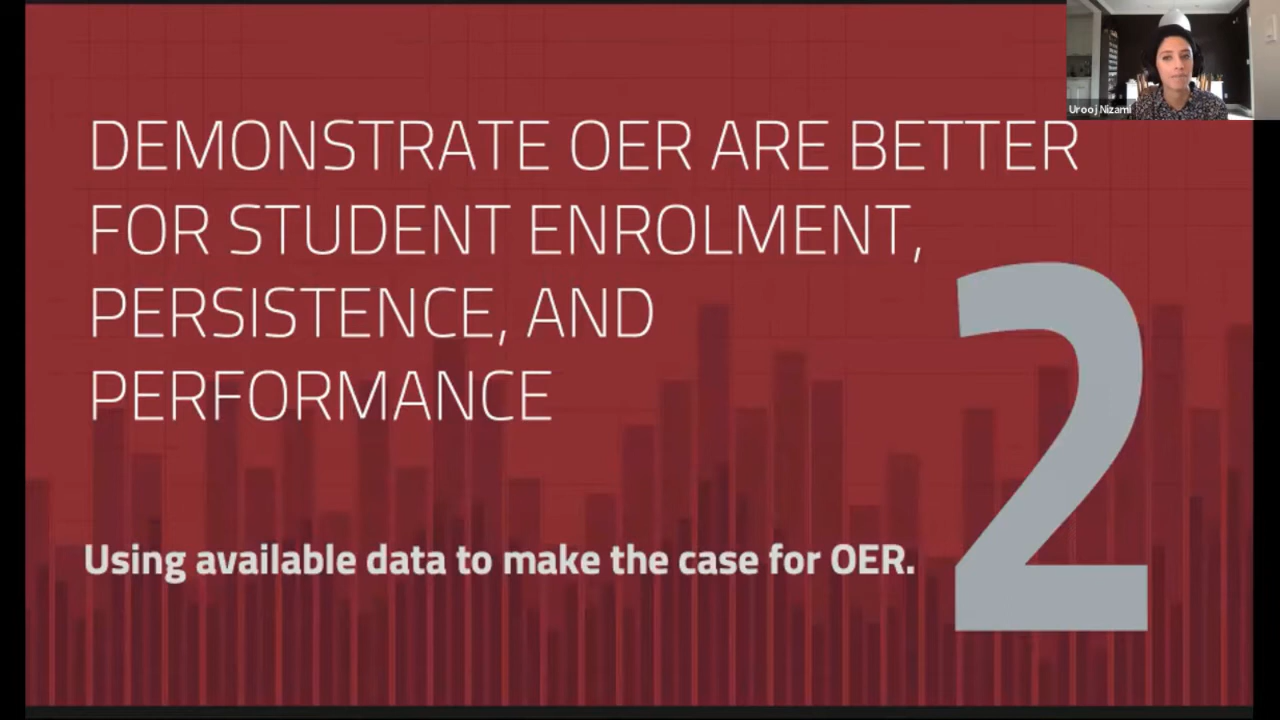 DEMONSTRATE OER ARE BETTER
FOR STUDENT ENROLMENT,
PERSISTENCE, AND
PERFORMANCE
2
Using available data to make the case for OER.
Urooj Nizami